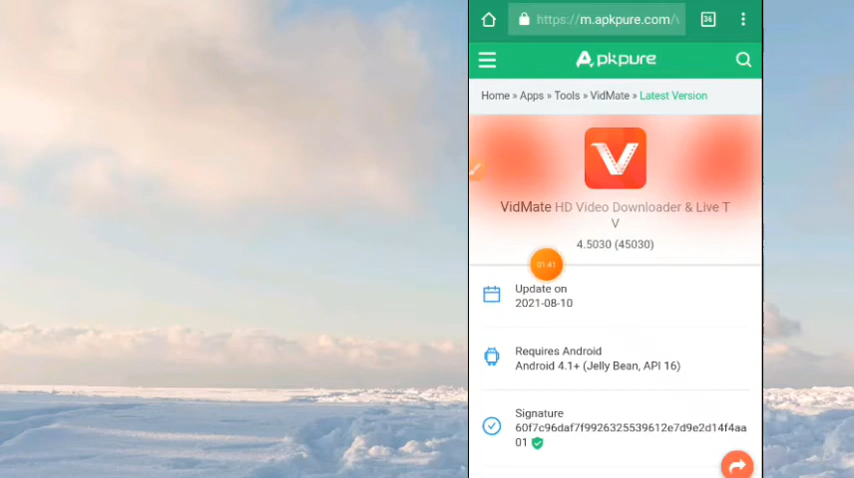 36
https://m.apkpure.com/v
Apkpure
Home » Apps » Tools » VidMate » Latest Version
VidMate HD Video Downloader & Live T
V
4.5030 (45030)
01:41
Update on
2021-08-10
Requires Android
Android 4.1+ (Jelly Bean, API 16)
Signature
60f7c96daf7f9926325539612e7d9e2d14f4aa
01